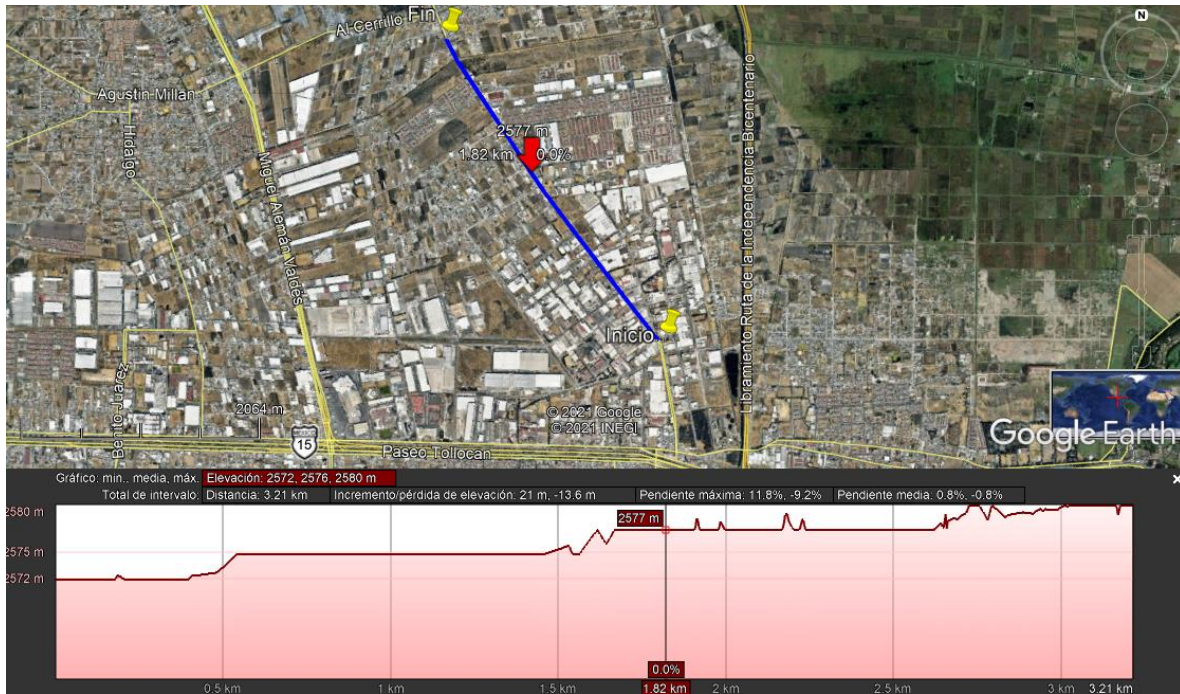 Al Cerrillo
Fin
N
Agustín Millán
Hidalgo
Miguel Alemán Valdés
2577 m
1.82 km
0.0%
Libramiento Ruta de la Independencia Bicentenario
Inicio
Benito Juárez
2064 m
15
© 2021 Google
© 2021 INEGI
Google Earth
Paseo Tollocan
Gráfico: min., media, máx. Elevación: 2572, 2576, 2580 m
Total de intervalo: Distancia: 3.21 km Incremento/pérdida de elevación: 21 m, -13.6 m Pendiente máxima: 11.8%, -9.2% Pendiente media: 0.8%, -0.8%
2580 m
2577 m
2575 m
2572 m
0.0%
0.5 km 1 km 1.5 km 1.82 km 2 km 2.5 km 3 km 3.21 km